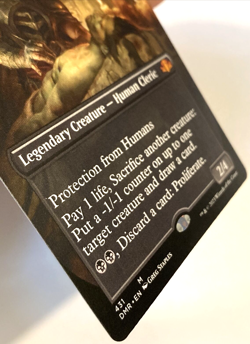 Legendary Creature — Human Cleric
Protection from Humans
Pay 1 life, Sacrifice another creature:
Put a -1/-1 counter on up to one
target creature and draw a card.
, Discard a card: Proliferate.
2/4
431 M
DMR • EN Greg Staples